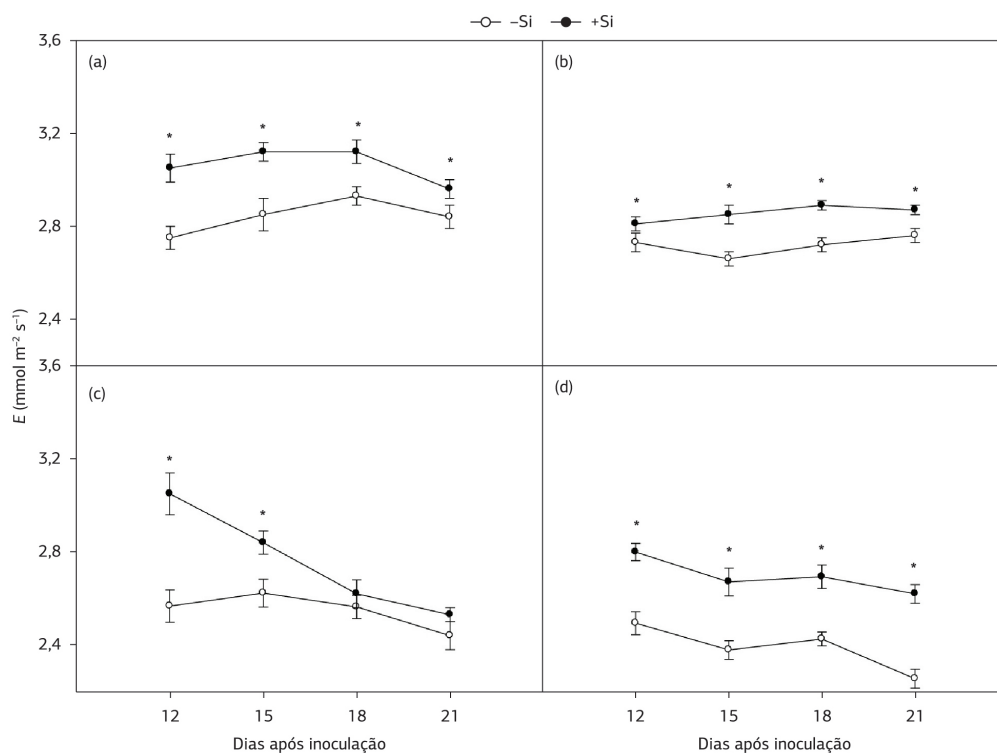 –Si +Si
3,6
(a)
(b)
3,2
* * * *
* * * *
2,8
2,4
E (mmol m⁻² s⁻¹)
3,6
(c)
(d)
3,2
* *
* * * *
2,8
2,4
12 15 18 21 12 15 18 21
Dias após inoculação Dias após inoculação